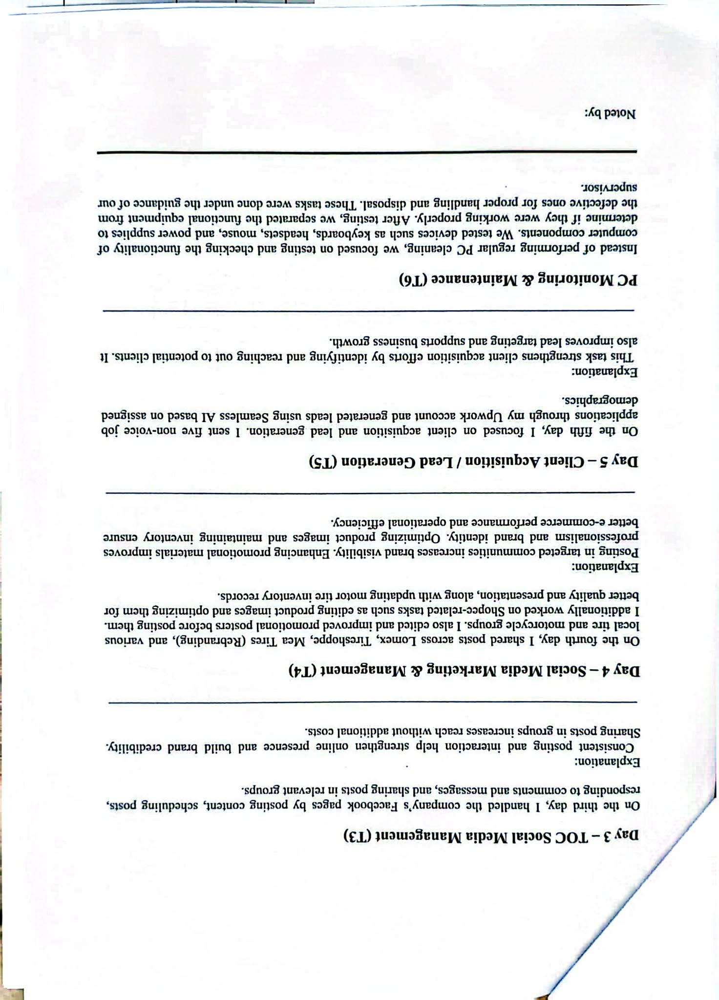 Day 3 – TOC Social Media Management (T3)
On the third day, I handled the company's Facebook pages by posting content, scheduling posts,
responding to comments and messages, and sharing posts in relevant groups.
Explanation:
Consistent posting and interaction help strengthen online presence and build brand credibility.
Sharing posts in groups increases reach without additional costs.
Day 4 – Social Media Marketing & Management (T4)
On the fourth day, I shared posts across Lomex, Tireshoppe, Mea Tires (Rebranding), and various
local tire and motorcycle groups. I also edited and improved promotional posters before posting them.
I additionally worked on Shopee-related tasks such as editing product images and optimizing them for
better quality and presentation, along with updating motor tire inventory records.
Explanation:
Posting in targeted communities increases brand visibility. Enhancing promotional materials improves
professionalism and brand identity. Optimizing product images and maintaining inventory ensure
better e-commerce performance and operational efficiency.
Day 5 – Client Acquisition / Lead Generation (T5)
On the fifth day, I focused on client acquisition and lead generation. I sent five non-voice job
applications through my Upwork account and generated leads using Seamless AI based on assigned
demographics.
Explanation:
This task strengthens client acquisition efforts by identifying and reaching out to potential clients. It
also improves lead targeting and supports business growth.
PC Monitoring & Maintenance (T6)
Instead of performing regular PC cleaning, we focused on testing and checking the functionality of
computer components. We tested devices such as keyboards, headsets, mouse, and power supplies to
determine if they were working properly. After testing, we separated the functional equipment from
the defective ones for proper handling and disposal. These tasks were done under the guidance of our
supervisor.
Noted by: